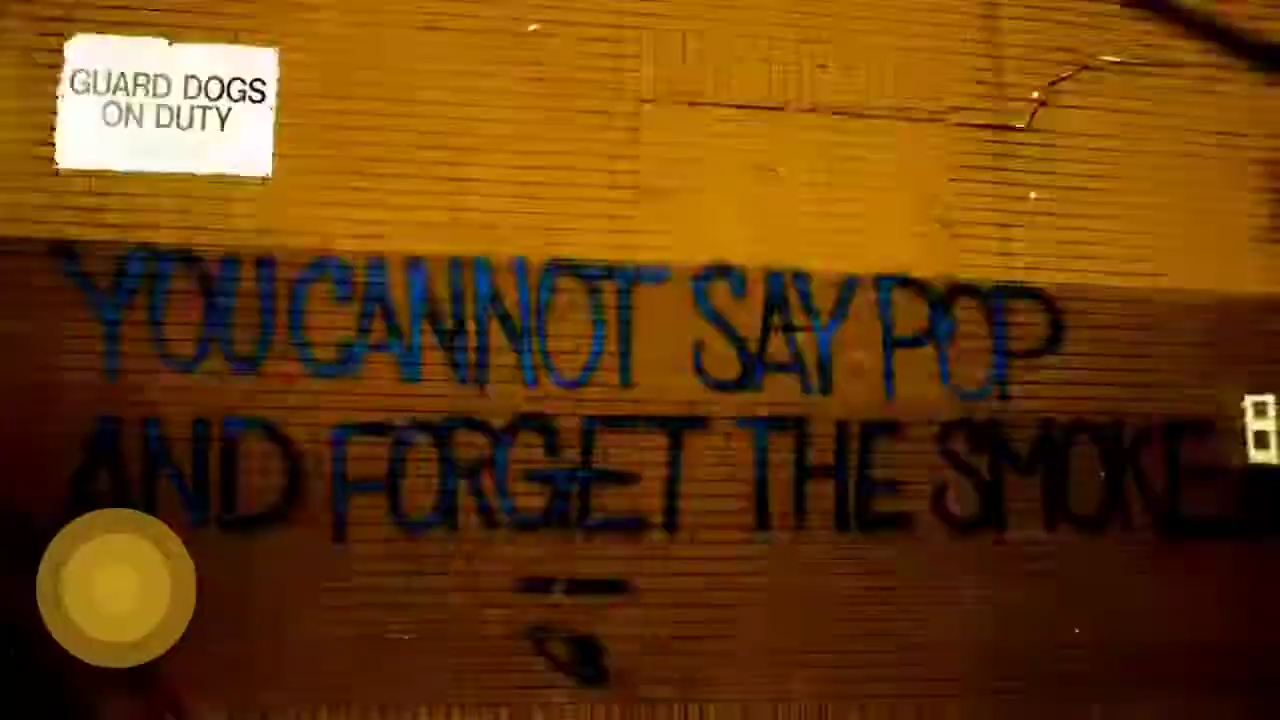 GUARD DOGS
ON DUTY
YOU CANNOT SAY POP
AND FORGET THE SMOKE